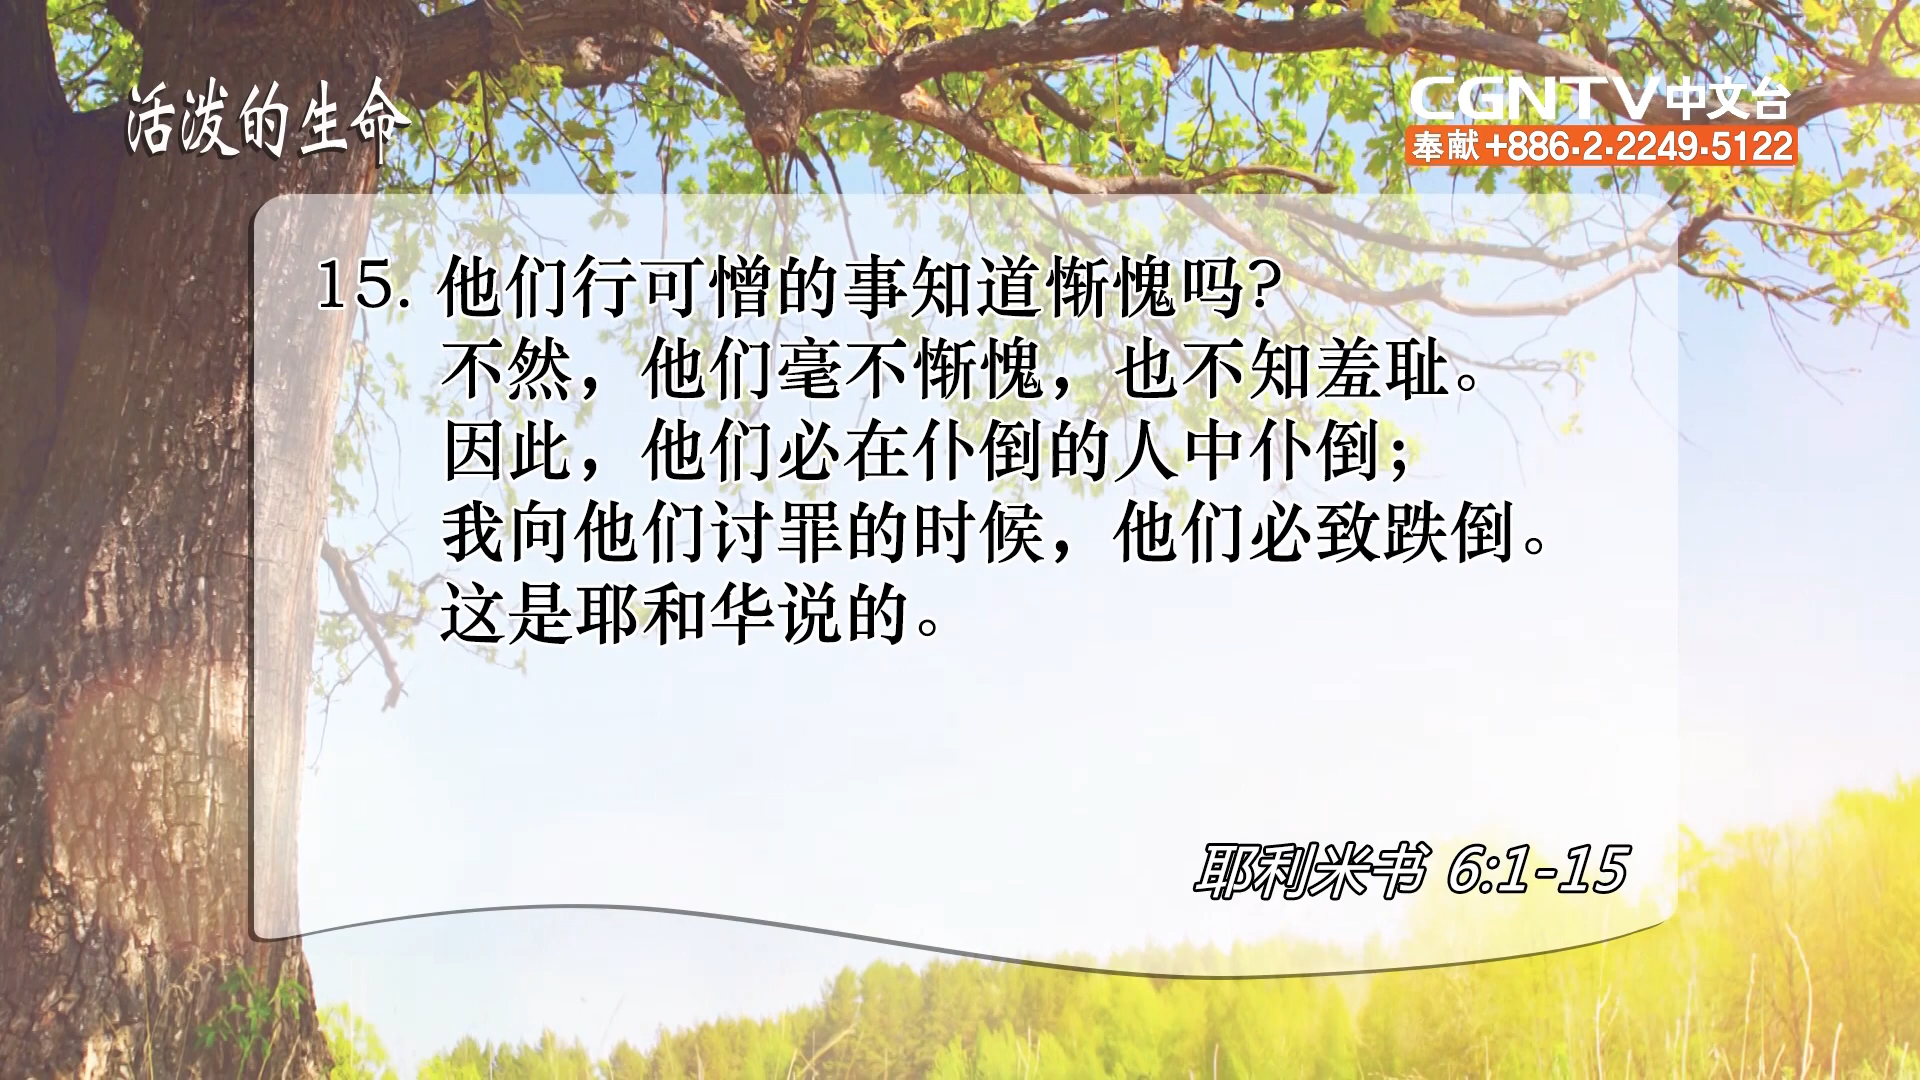 活泼的生命
CGNTV中文台
奉献+886·2·2249·5122
15. 他们行可憎的事知道惭愧吗?
不然，他们毫不惭愧，也不知羞耻。
因此，他们必在仆倒的人中仆倒；
我向他们讨罪的时候，他们必致跌倒。
这是耶和华说的。
耶利米书 6:1-15